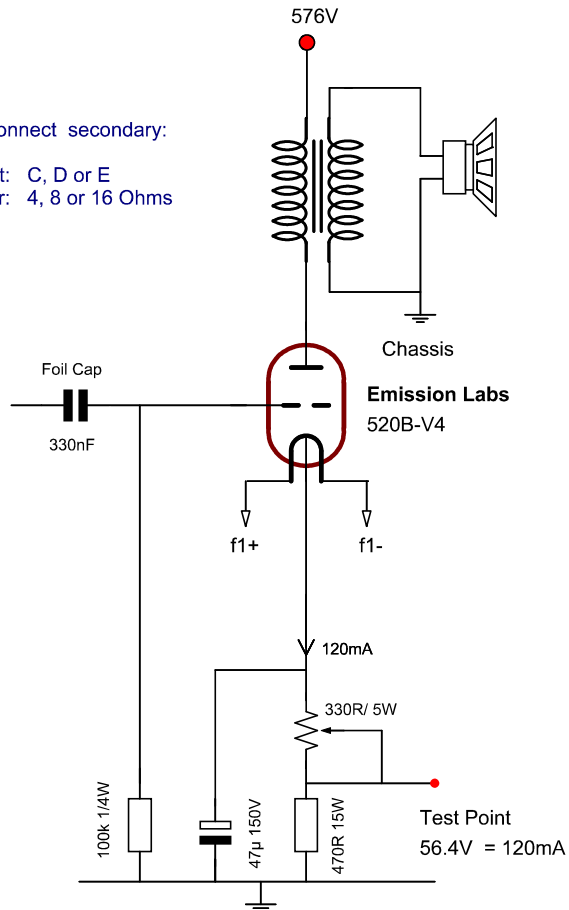 576V
onnect secondary:
t: C, D or E
r: 4, 8 or 16 Ohms
Chassis
Foil Cap
330nF
Emission Labs
520B-V4
f1+
f1-
120mA
330R/ 5W
100k 1/4W
47µ 150V
470R 15W
Test Point
56.4V = 120mA